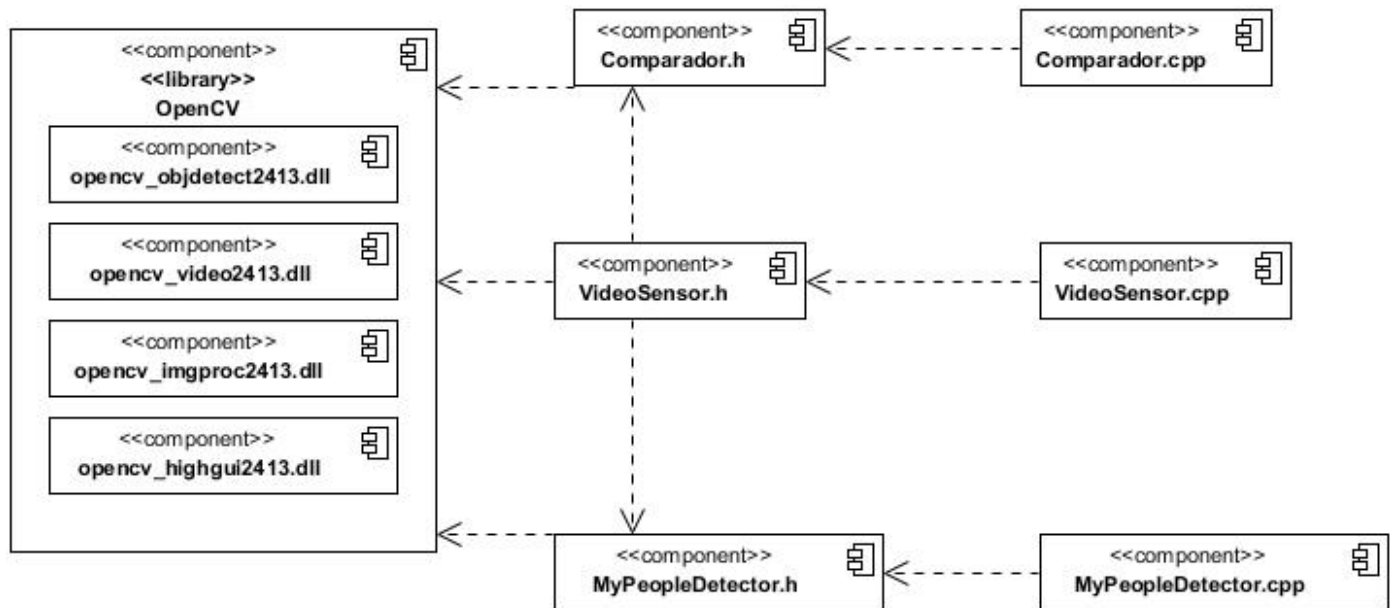 <<component>>
<<library>>
OpenCV
<<component>>
opencv_objdetect2413.dll
<<component>>
opencv_video2413.dll
<<component>>
opencv_imgproc2413.dll
<<component>>
opencv_highgui2413.dll
<<component>>
Comparador.h
<<component>>
Comparador.cpp
<<component>>
VideoSensor.h
<<component>>
VideoSensor.cpp
<<component>>
MyPeopleDetector.h
<<component>>
MyPeopleDetector.cpp